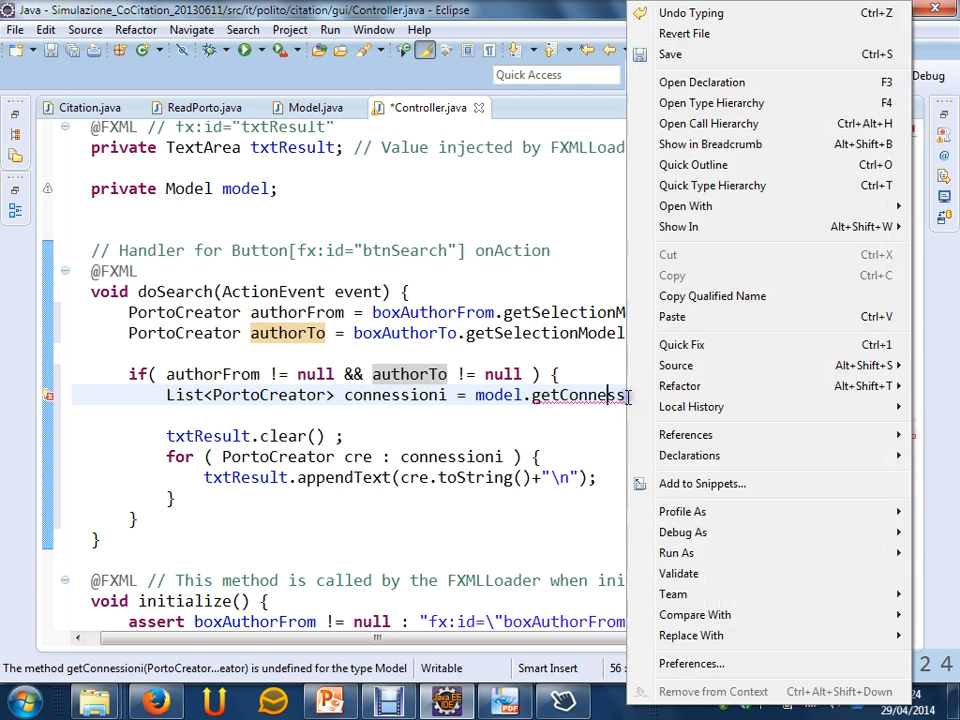 Java - Simulazione_CoCitation_20130611/src/it/polito/citation/gui/Controller.java - Eclipse
File Edit Source Refactor Navigate Search Project Run Window Help
Quick Access
Debug
Citation.java ReadPorto.java Model.java *Controller.java
@FXML // fx:id="txtResult"
private TextArea txtResult; // Value injected by FXMLLoad
private Model model;
// Handler for Button[fx:id="btnSearch"] onAction
@FXML
void doSearch(ActionEvent event) {
PortoCreator authorFrom = boxAuthorFrom.getSelectionM
PortoCreator authorTo = boxAuthorTo.getSelectionModel
if( authorFrom != null && authorTo != null ) {
List<PortoCreator> connessioni = model.getConness
txtResult.clear() ;
for ( PortoCreator cre : connessioni ) {
txtResult.appendText(cre.toString()+"\n");
}
}
}
@FXML // This method is called by the FXMLLoader when ini
void initialize() {
assert boxAuthorFrom != null : "fx:id=\"boxAuthorFrom
The method getConnessioni(PortoCreator...eator) is undefined for the type Model Writable Smart Insert 56 :
Undo Typing Ctrl+Z
Revert File
Save Ctrl+S
Open Declaration F3
Open Type Hierarchy F4
Open Call Hierarchy Ctrl+Alt+H
Show in Breadcrumb Alt+Shift+B
Quick Outline Ctrl+O
Quick Type Hierarchy Ctrl+T
Open With
Show In Alt+Shift+W
Cut Ctrl+X
Copy Ctrl+C
Copy Qualified Name
Paste Ctrl+V
Quick Fix Ctrl+1
Source Alt+Shift+S
Refactor Alt+Shift+T
Local History
References
Declarations
Add to Snippets...
Profile As
Debug As
Run As
Validate
Team
Compare With
Replace With
Preferences...
Remove from Context Ctrl+Alt+Shift+Down
24
Java EE
IDE
PDF
24
29/04/2014